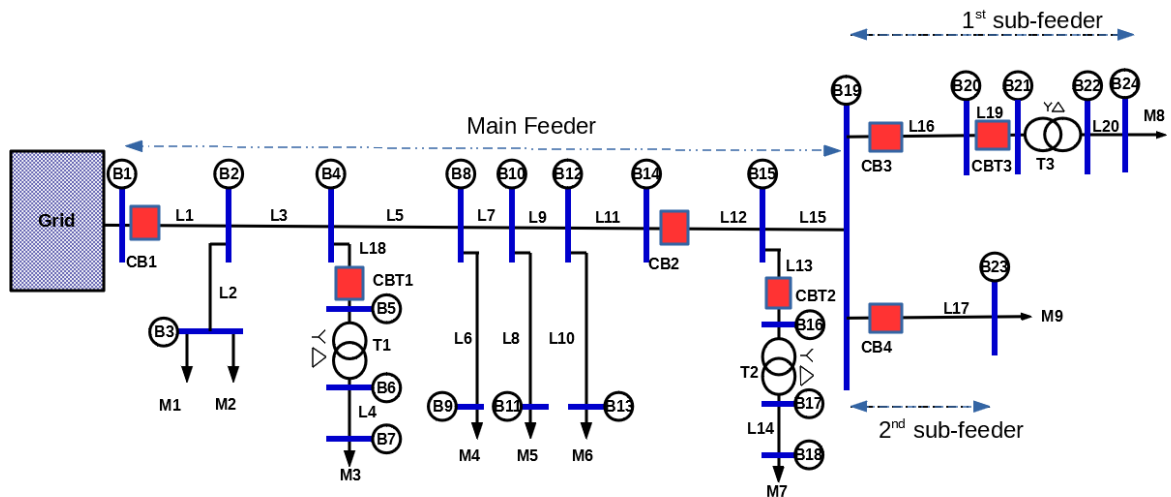 1st sub-feeder
B19
B20
B21
B22
B24
L19
M8
L16
L20
CB3
CBT3
T3
Main Feeder
B1
B2
B4
B8
B10
B12
B14
B15
Grid
L1
L3
L5
L7
L9
L11
L12
L15
CB1
L18
CB2
L13
B23
L2
CBT1
CBT2
L17
M9
B3
B5
B16
CB4
T1
L6
L8
L10
T2
M1
M2
B6
B9
B11
B13
B17
2nd sub-feeder
L4
L14
B7
B18
M3
M4
M5
M6
M7